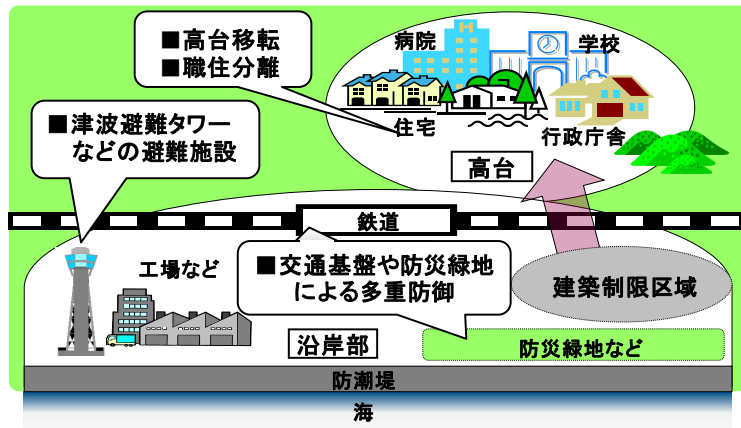 ■高台移転
■職住分離
病院
学校
住宅
行政庁舎
高台
■津波避難タワー
などの避難施設
鉄道
工場など
■交通基盤や防災緑地
による多重防御
建築制限区域
沿岸部
防災緑地など
防潮堤
海